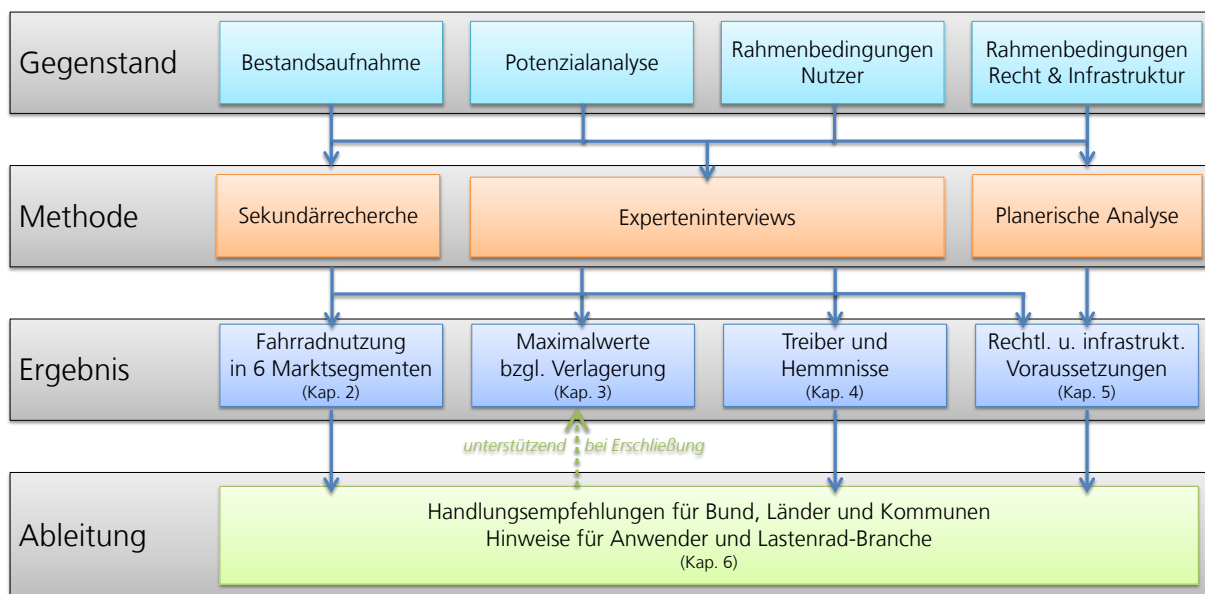 Gegenstand
Bestandsaufnahme
Potenzialanalyse
Rahmenbedingungen
Nutzer
Rahmenbedingungen
Recht & Infrastruktur
Methode
Sekundärrecherche
Experteninterviews
Planerische Analyse
Ergebnis
Fahrradnutzung
in 6 Marktsegmenten
(Kap. 2)
Maximalwerte
bzgl. Verlagerung
(Kap. 3)
Treiber und
Hemmnisse
(Kap. 4)
Rechtl. u. infrastrukt.
Voraussetzungen
(Kap. 5)
unterstützend bei Erschließung
Ableitung
Handlungsempfehlungen für Bund, Länder und Kommunen
Hinweise für Anwender und Lastenrad-Branche
(Kap. 6)